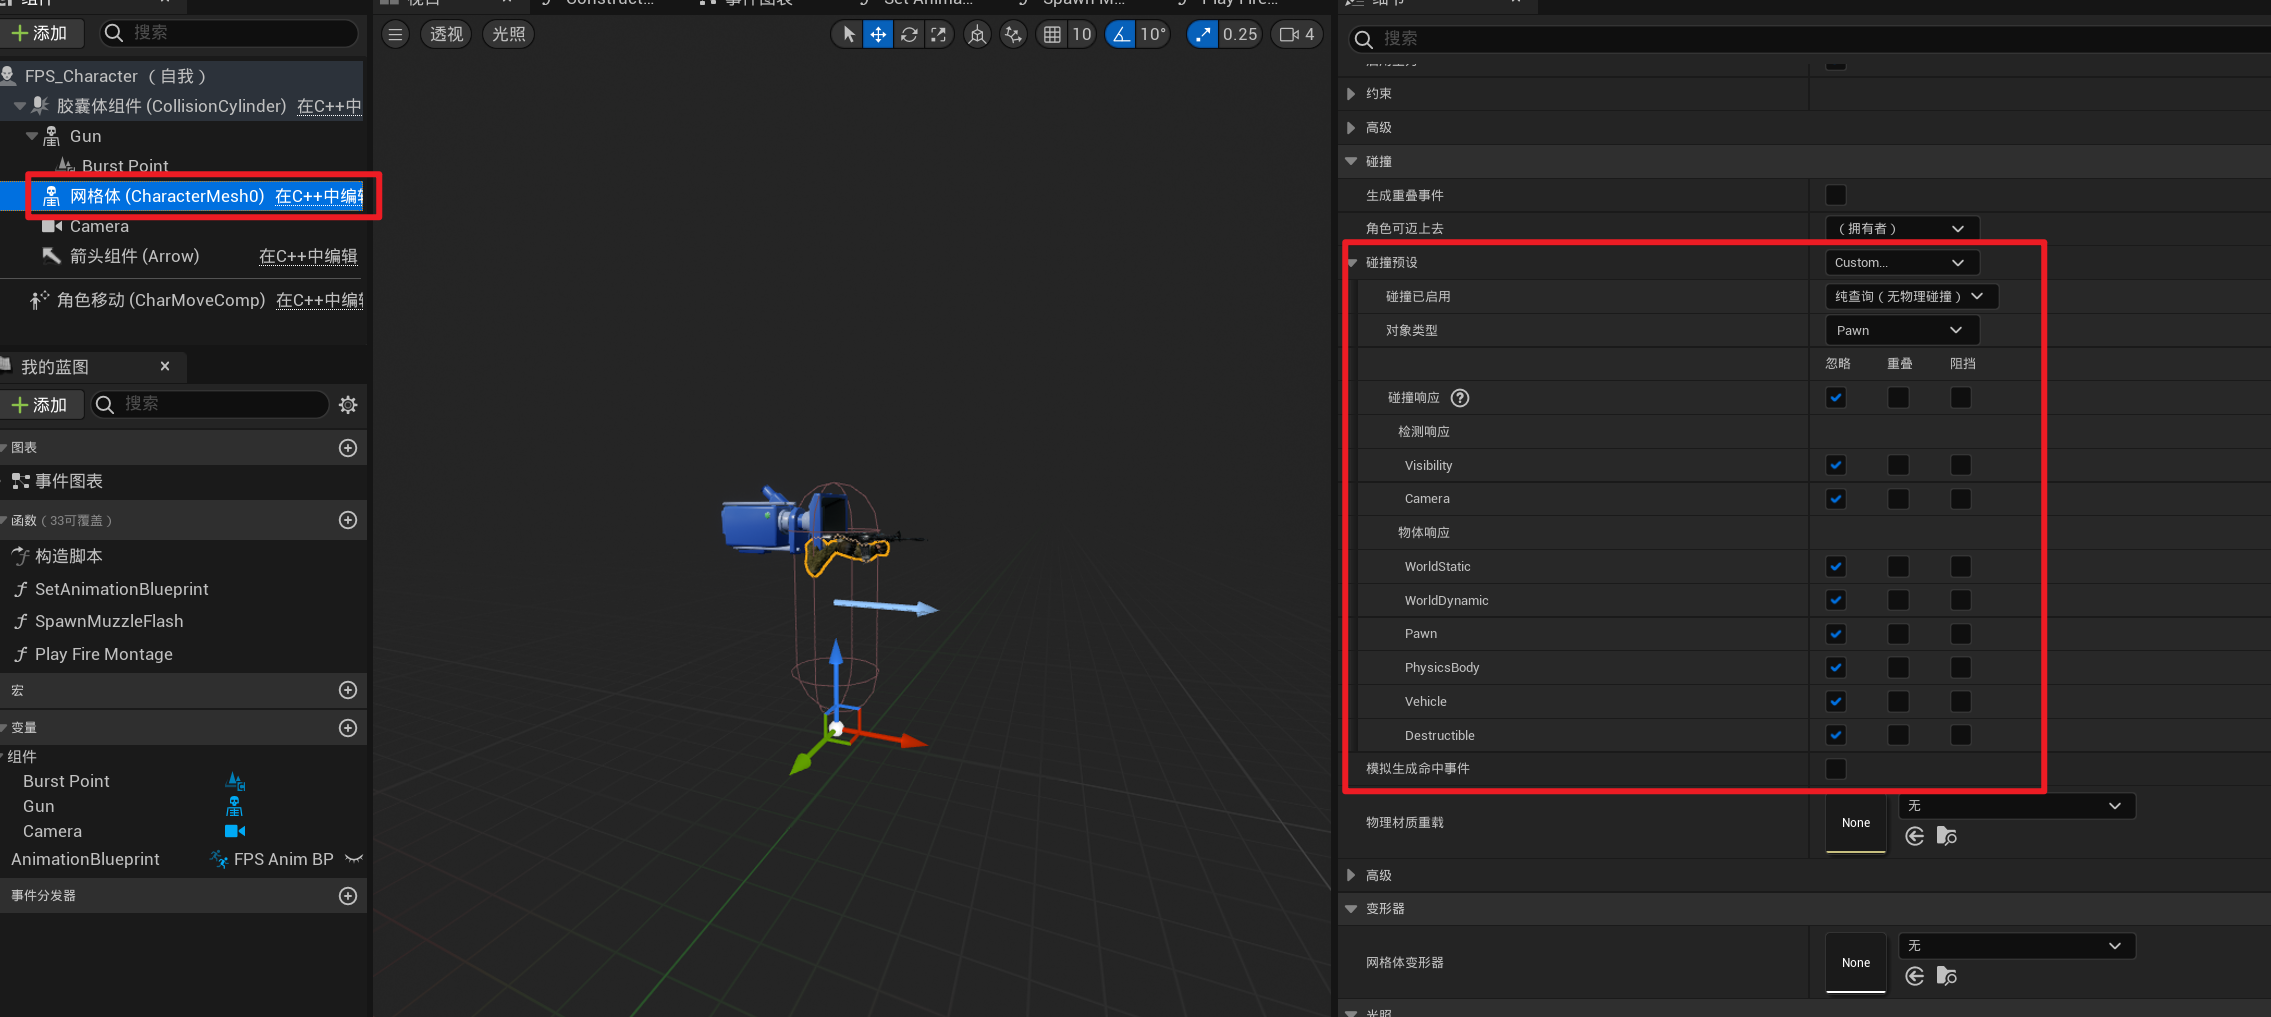 + 添加
搜索
FPS_Character （自我）
胶囊体组件 (CollisionCylinder) 在C++中
Gun
Burst Point
网格体 (CharacterMesh0) 在C++中编辑
Camera
箭头组件 (Arrow) 在C++中编辑
角色移动 (CharMoveComp) 在C++中编辑
我的蓝图
+ 添加
搜索
图表
事件图表
函数（33可覆盖）
构造脚本
SetAnimationBlueprint
SpawnMuzzleFlash
Play Fire Montage
宏
变量
组件
Burst Point
Gun
Camera
AnimationBlueprint FPS Anim BP
事件分发器
透视
光照
10
10°
0.25
4
搜索
约束
高级
碰撞
生成重叠事件
角色可迈上去 （拥有者）
碰撞预设 Custom...
碰撞已启用 纯查询（无物理碰撞）
对象类型 Pawn
忽略 重叠 阻挡
碰撞响应
检测响应
Visibility
Camera
物体响应
WorldStatic
WorldDynamic
Pawn
PhysicsBody
Vehicle
Destructible
模拟生成命中事件
物理材质重载 None 无
高级
变形器
网格体变形器 None 无
光照